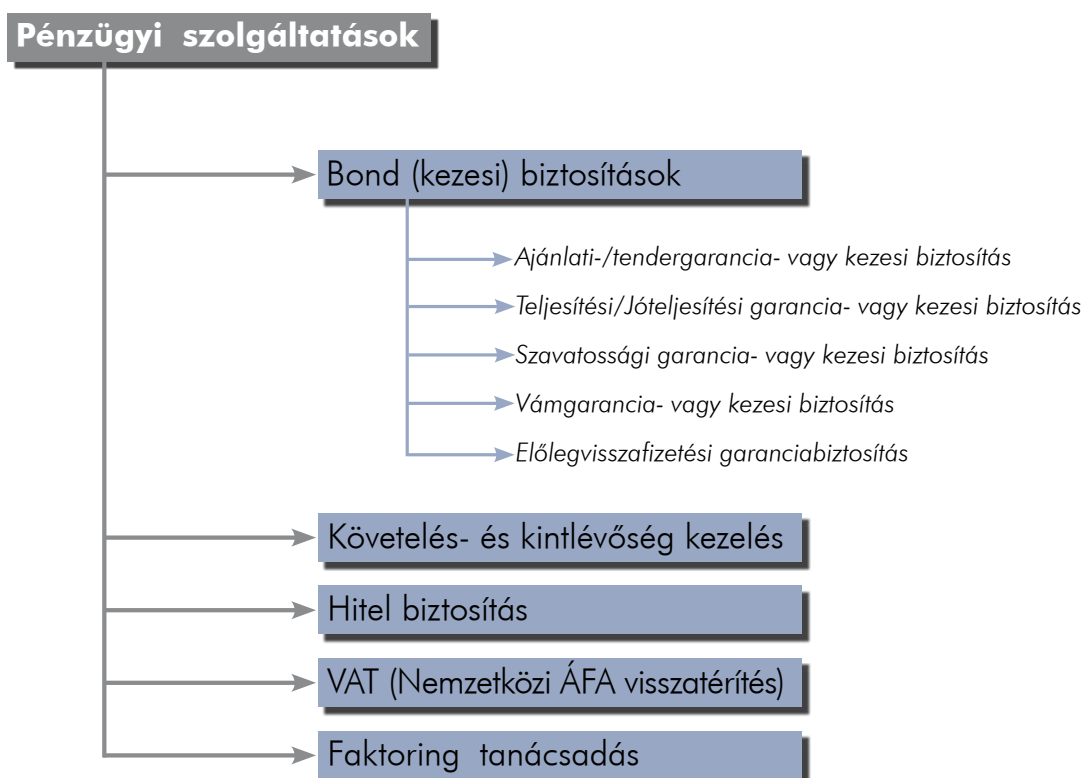 Pénzügyi szolgáltatások
Bond (kezesi) biztosítások
Ajánlati-/tendergarancia- vagy kezesi biztosítás
Teljesítési/Jóteljesítési garancia- vagy kezesi biztosítás
Szavatossági garancia- vagy kezesi biztosítás
Vámgarancia- vagy kezesi biztosítás
Előlegvisszafizetési garanciabiztosítás
Követelés- és kintlévőség kezelés
Hitel biztosítás
VAT (Nemzetközi ÁFA visszatérítés)
Faktoring tanácsadás